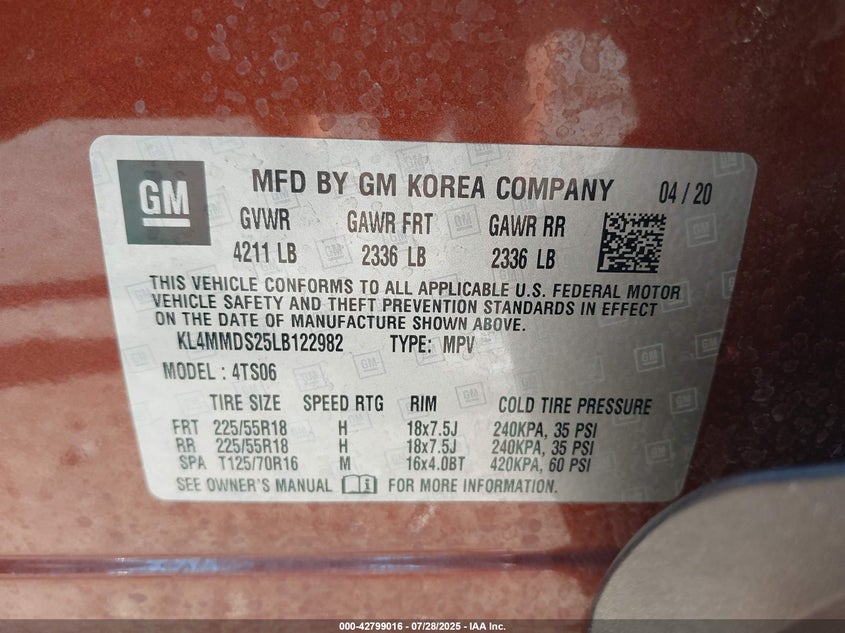 GM
MFD BY GM KOREA COMPANY 04 / 20
GVWR GAWR FRT GAWR RR
4211 LB 2336 LB 2336 LB
THIS VEHICLE CONFORMS TO ALL APPLICABLE U.S. FEDERAL MOTOR
VEHICLE SAFETY AND THEFT PREVENTION STANDARDS IN EFFECT
ON THE DATE OF MANUFACTURE SHOWN ABOVE.
KL4MMDS25LB122982 TYPE: MPV
MODEL : 4TS06
TIRE SIZE SPEED RTG RIM COLD TIRE PRESSURE
FRT 225/55R18 H 18x7.5J 240KPA, 35 PSI
RR 225/55R18 H 18x7.5J 240KPA, 35 PSI
SPA T125/70R16 M 16x4.0BT 420KPA, 60 PSI
SEE OWNER'S MANUAL i FOR MORE INFORMATION.
000-42799016 - 07/28/2025 - IAA Inc.